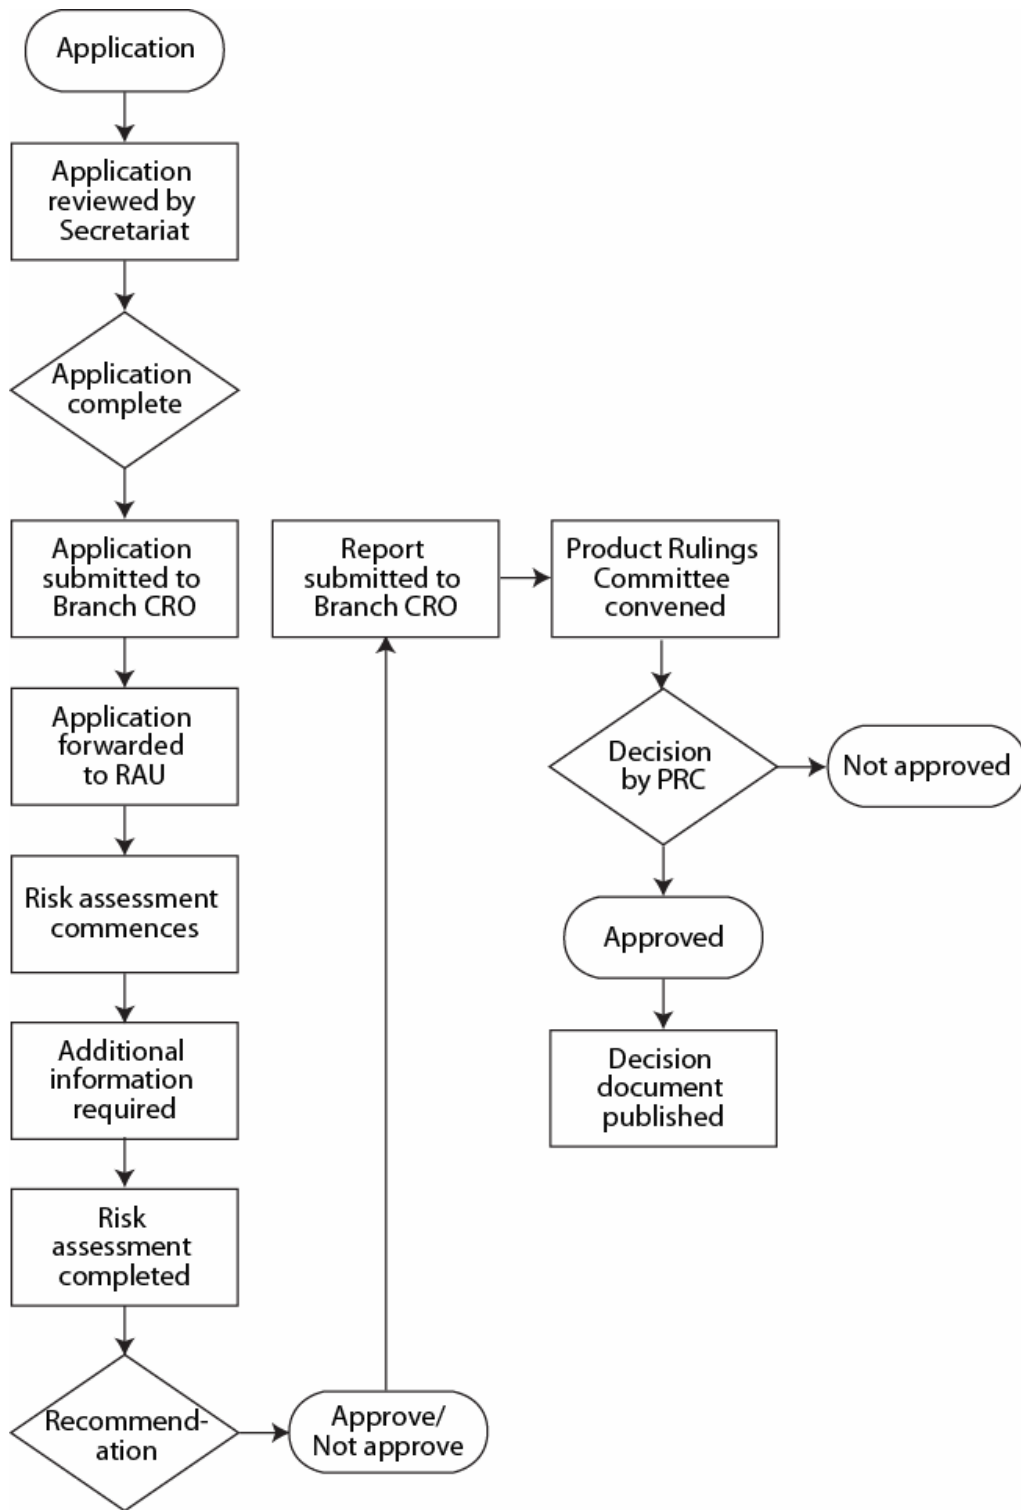 Application
Application
reviewed by
Secretariat
Application
complete
Application
submitted to
Branch CRO
Application
forwarded
to RAU
Risk assessment
commences
Additional
information
required
Risk
assessment
completed
Recommend-
ation
Approve/
Not approve
Report
submitted to
Branch CRO
Product Rulings
Committee
convened
Decision
by PRC
Not approved
Approved
Decision
document
published